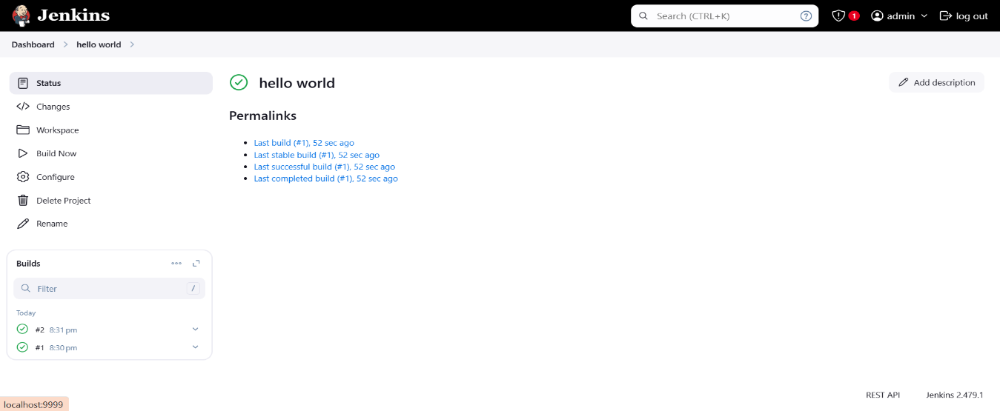 Jenkins
Search (CTRL+K)
1
admin
log out
Dashboard
hello world
Status
Changes
Workspace
Build Now
Configure
Delete Project
Rename
hello world
Add description
Permalinks
Last build (#1), 52 sec ago
Last stable build (#1), 52 sec ago
Last successful build (#1), 52 sec ago
Last completed build (#1), 52 sec ago
Builds
Filter /
Today
#2 8:31 pm
#1 8:30 pm
REST API
Jenkins 2.479.1
localhost:9999